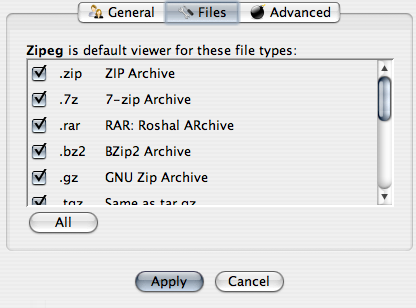 General Files Advanced
Zipeg is default viewer for these file types:
.zip ZIP Archive
.7z 7-zip Archive
.rar RAR: Roshal ARchive
.bz2 BZip2 Archive
.gz GNU Zip Archive
.tgz Same as tar.gz
All
Apply Cancel